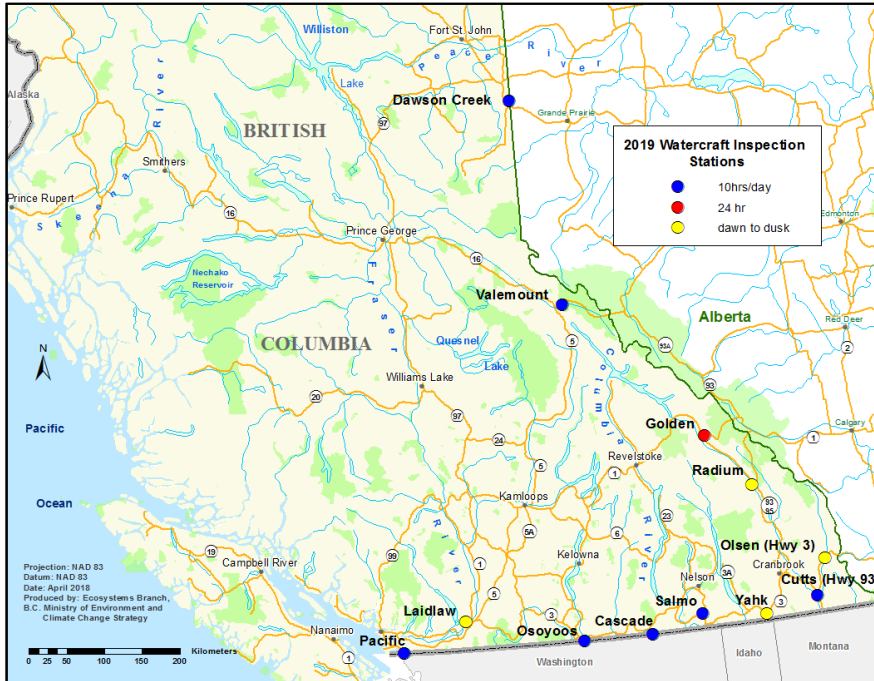 Williston
Fort St. John
Peace River
Alaska
River
Lake
Dawson Creek
97
Grande Prairie
BRITISH
2019 Watercraft Inspection
Stations
10hrs/day
24 hr
dawn to dusk
Smithers
Prince Rupert
Skeena
16
Edmonton
Prince George
16
Nechako
Reservoir
Fraser
Valemount
Alberta
Red Deer
COLUMBIA
Quesnel
Lake
5
93A
2
N
Columbia
Williams Lake
93
20
97
Pacific
Golden
Calgary
1
24
Revelstoke
5
1
Radium
Kamloops
Ocean
93
95
River
5A
6
23
River
19
99
Olsen (Hwy 3)
Projection: NAD 83
Datum: NAD 83
Date: April 2018
Produced by: Ecosystems Branch,
B.C. Ministry of Environment and
Climate Change Strategy
Campbell River
1
Kelowna
Cranbrook
3A
Nelson
Cutts (Hwy 93
5
Laidlaw
3
Salmo
Yahk
3
Cascade
Osoyoos
Nanaimo
Pacific
1
Montana
Idaho
Washington
0 25 50 100 150 200 Kilometers